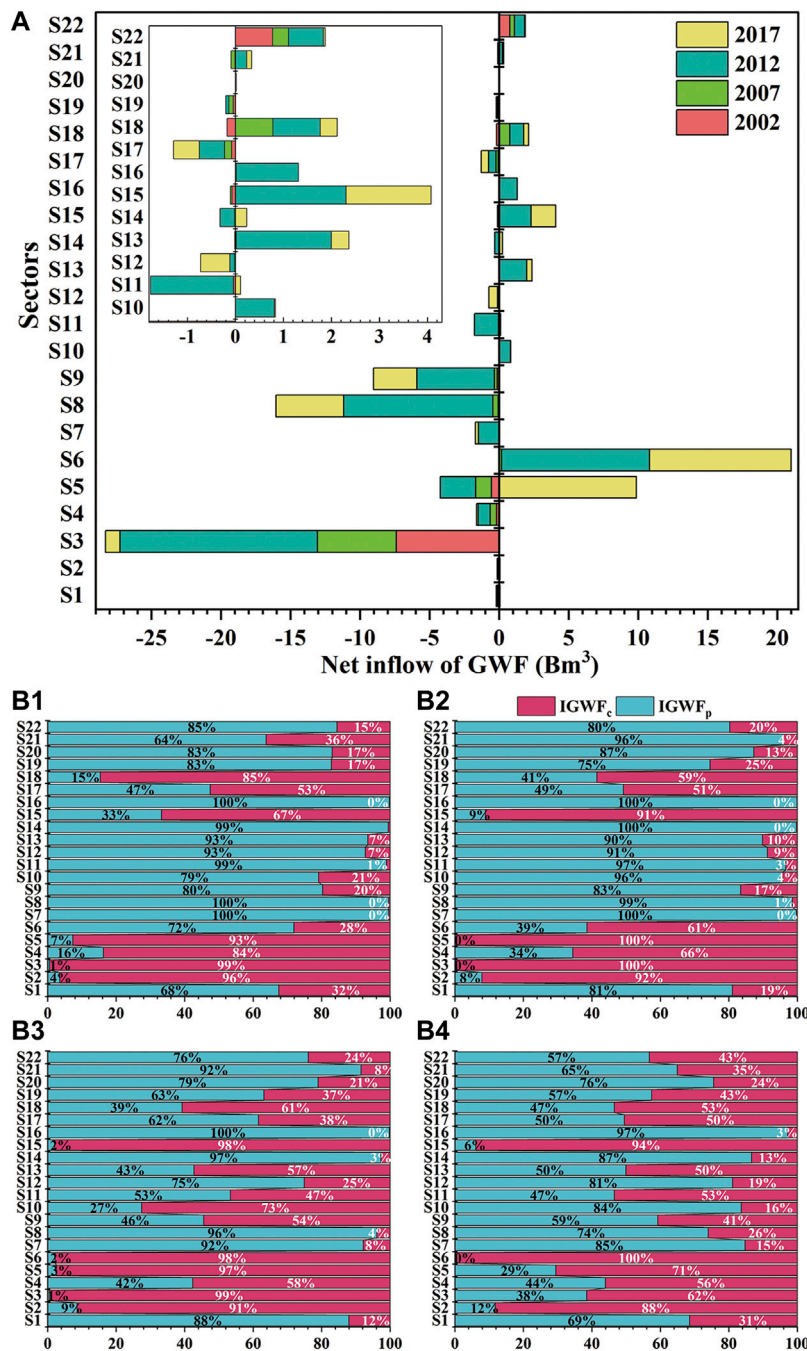 A
S22
S21
S20
S19
S18
S17
S16
S15
S14
S13
S12
S11
S10
S9
S8
S7
S6
S5
S4
S3
S2
S1
Sectors
-25 -20 -15 -10 -5 0 5 10 15 20
Net inflow of GWF (Bm³)
2017
2012
2007
2002
S22
S21
S20
S19
S18
S17
S16
S15
S14
S13
S12
S11
S10
-1 0 1 2 3 4
B1
S22 85% 15%
S21 64% 36%
S20 83% 17%
S19 83% 17%
S18 15% 85%
S17 47% 53%
S16 100% 0%
S15 33% 67%
S14 99%
S13 93% 7%
S12 93% 7%
S11 99% 1%
S10 79% 21%
S9 80% 20%
S8 100% 0%
S7 100% 0%
S6 72% 28%
S5 7% 93%
S4 16% 84%
S3 1% 99%
S2 4% 96%
S1 68% 32%
0 20 40 60 80 100
B2
IGWFc IGWFp
S22 80% 20%
S21 96% 4%
S20 87% 13%
S19 75% 25%
S18 41% 59%
S17 49% 51%
S16 100% 0%
S15 9% 91%
S14 100% 0%
S13 90% 10%
S12 91% 9%
S11 97% 3%
S10 96% 4%
S9 83% 17%
S8 99% 1%
S7 100% 0%
S6 39% 61%
S5 0% 100%
S4 34% 66%
S3 0% 100%
S2 8% 92%
S1 81% 19%
0 20 40 60 80 100
B3
S22 76% 24%
S21 92% 8%
S20 79% 21%
S19 63% 37%
S18 39% 61%
S17 62% 38%
S16 100% 0%
S15 2% 98%
S14 97% 3%
S13 43% 57%
S12 75% 25%
S11 53% 47%
S10 27% 73%
S9 46% 54%
S8 96% 4%
S7 92% 8%
S6 2% 98%
S5 3% 97%
S4 42% 58%
S3 1% 99%
S2 9% 91%
S1 88% 12%
0 20 40 60 80 100
B4
S22 57% 43%
S21 65% 35%
S20 76% 24%
S19 57% 43%
S18 47% 53%
S17 50% 50%
S16 97% 3%
S15 6% 94%
S14 87% 13%
S13 50% 50%
S12 81% 19%
S11 47% 53%
S10 84% 16%
S9 59% 41%
S8 74% 26%
S7 85% 15%
S6 0% 100%
S5 29% 71%
S4 44% 56%
S3 38% 62%
S2 12% 88%
S1 69% 31%
0 20 40 60 80 100